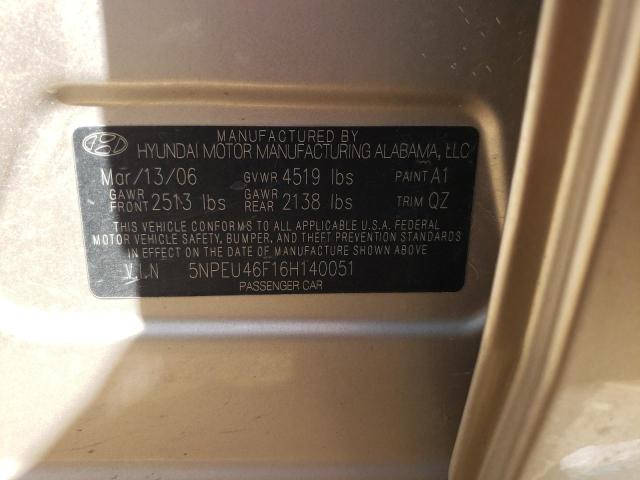 MANUFACTURED BY
HYUNDAI MOTOR MANUFACTURING ALABAMA, LLC
Mar/13/06 GVWR 4519 lbs PAINT A1
GAWR FRONT 2513 lbs GAWR REAR 2138 lbs TRIM QZ
THIS VEHICLE CONFORMS TO ALL APPLICABLE U.S.A. FEDERAL
MOTOR VEHICLE SAFETY, BUMPER, AND THEFT PREVENTION STANDARDS
IN EFFECT ON THE DATE OF MANUFACTURE SHOWN ABOVE
V.I.N 5NPEU46F16H140051
PASSENGER CAR